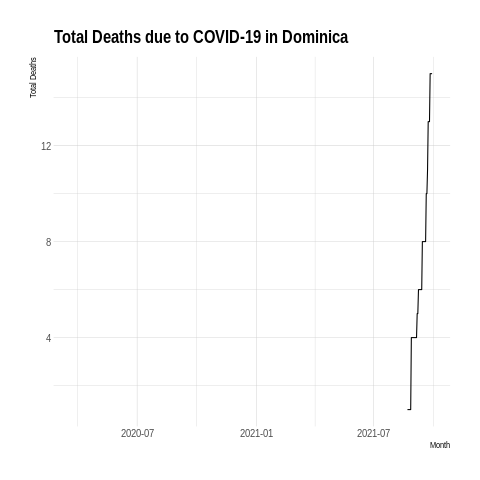 Total Deaths due to COVID-19 in Dominica
Total Deaths
12
8
4
2020-07
2021-01
2021-07
Month